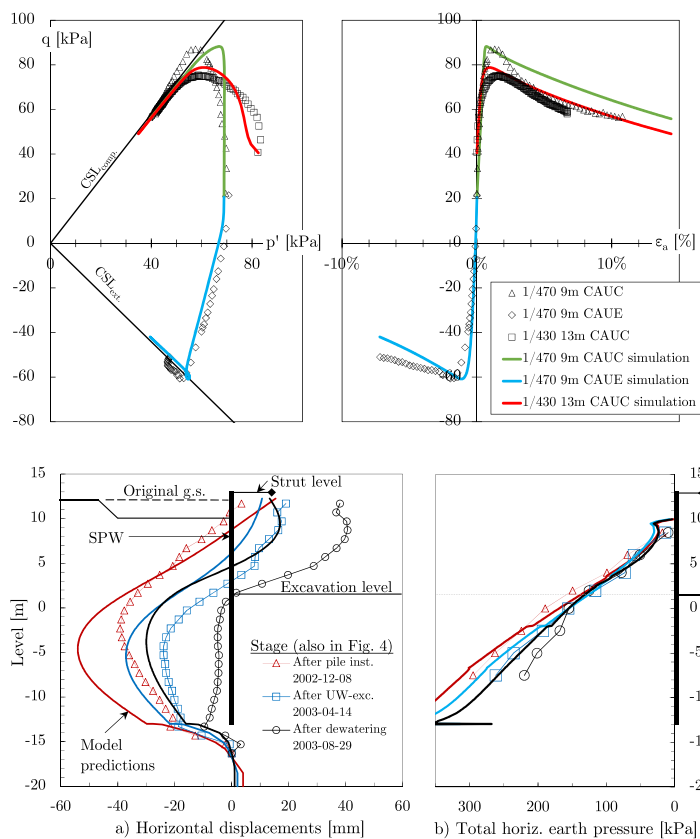 100
q [kPa]
80
60
40
20
0
-20
-40
-60
-80
0
40
80
p' [kPa]
CSLcomp.
CSLext.
100
80
60
40
20
0
-10%
0%
10%
εa [%]
-20
-40
-60
-80
1/470 9m CAUC
1/470 9m CAUE
1/430 13m CAUC
1/470 9m CAUC simulation
1/470 9m CAUE simulation
1/430 13m CAUC simulation
15
10
5
0
-5
-10
-15
-20
Level [m]
Original g.s.
Strut level
SPW
Excavation level
Stage (also in Fig. 4)
After pile inst.
2002-12-08
After UW-exc.
2003-04-14
After dewatering
2003-08-29
Model
predictions
-60
-40
-20
0
20
40
60
a) Horizontal displacements [mm]
15
10
5
0
300
200
100
0
b) Total horiz. earth pressure [kPa]